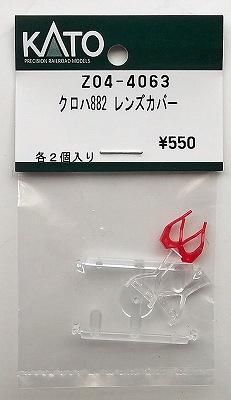 KATO
PRECISION RAILROAD MODELS
Z04-4063
クロハ882 レンズカバー
¥550
各2個入り